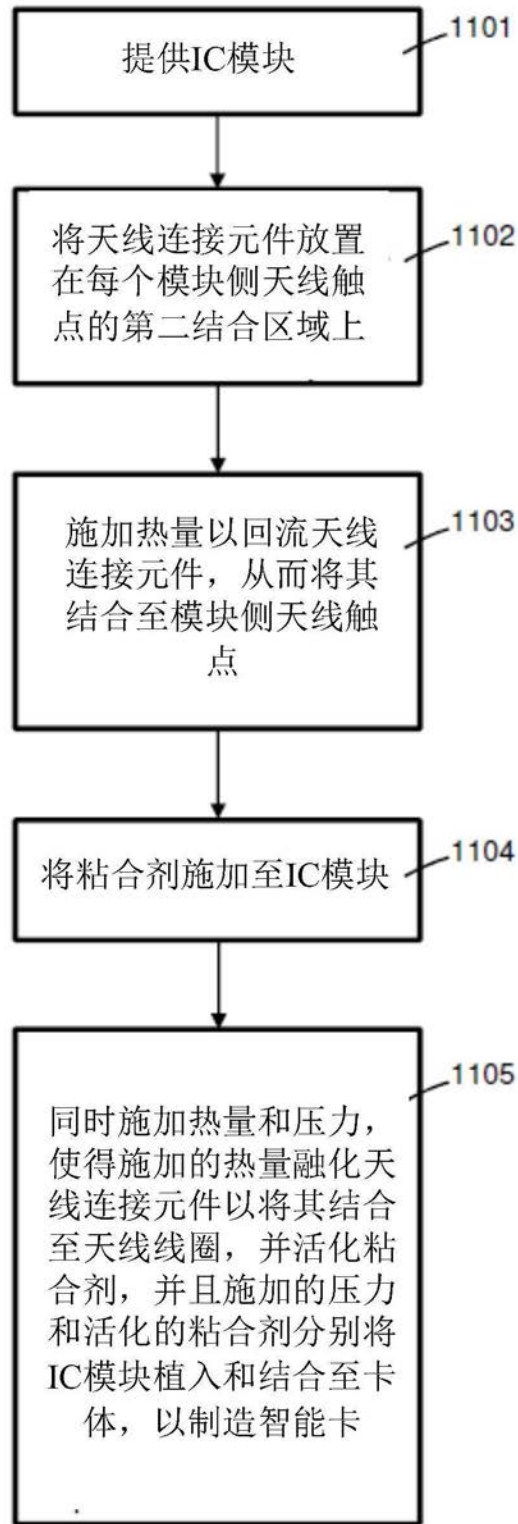 提供IC模块
1101
将天线连接元件放置
在每个模块侧天线触
点的第二结合区域上
1102
施加热量以回流天线
连接元件，从而将其
结合至模块侧天线触
点
1103
将粘合剂施加至IC模块
1104
同时施加热量和压力，
使得施加的热量融化天
线连接元件以将其结合
至天线线圈，并活化粘
合剂，并且施加的压力
和活化的粘合剂分别将
IC模块植入和结合至卡
体，以制造智能卡
1105